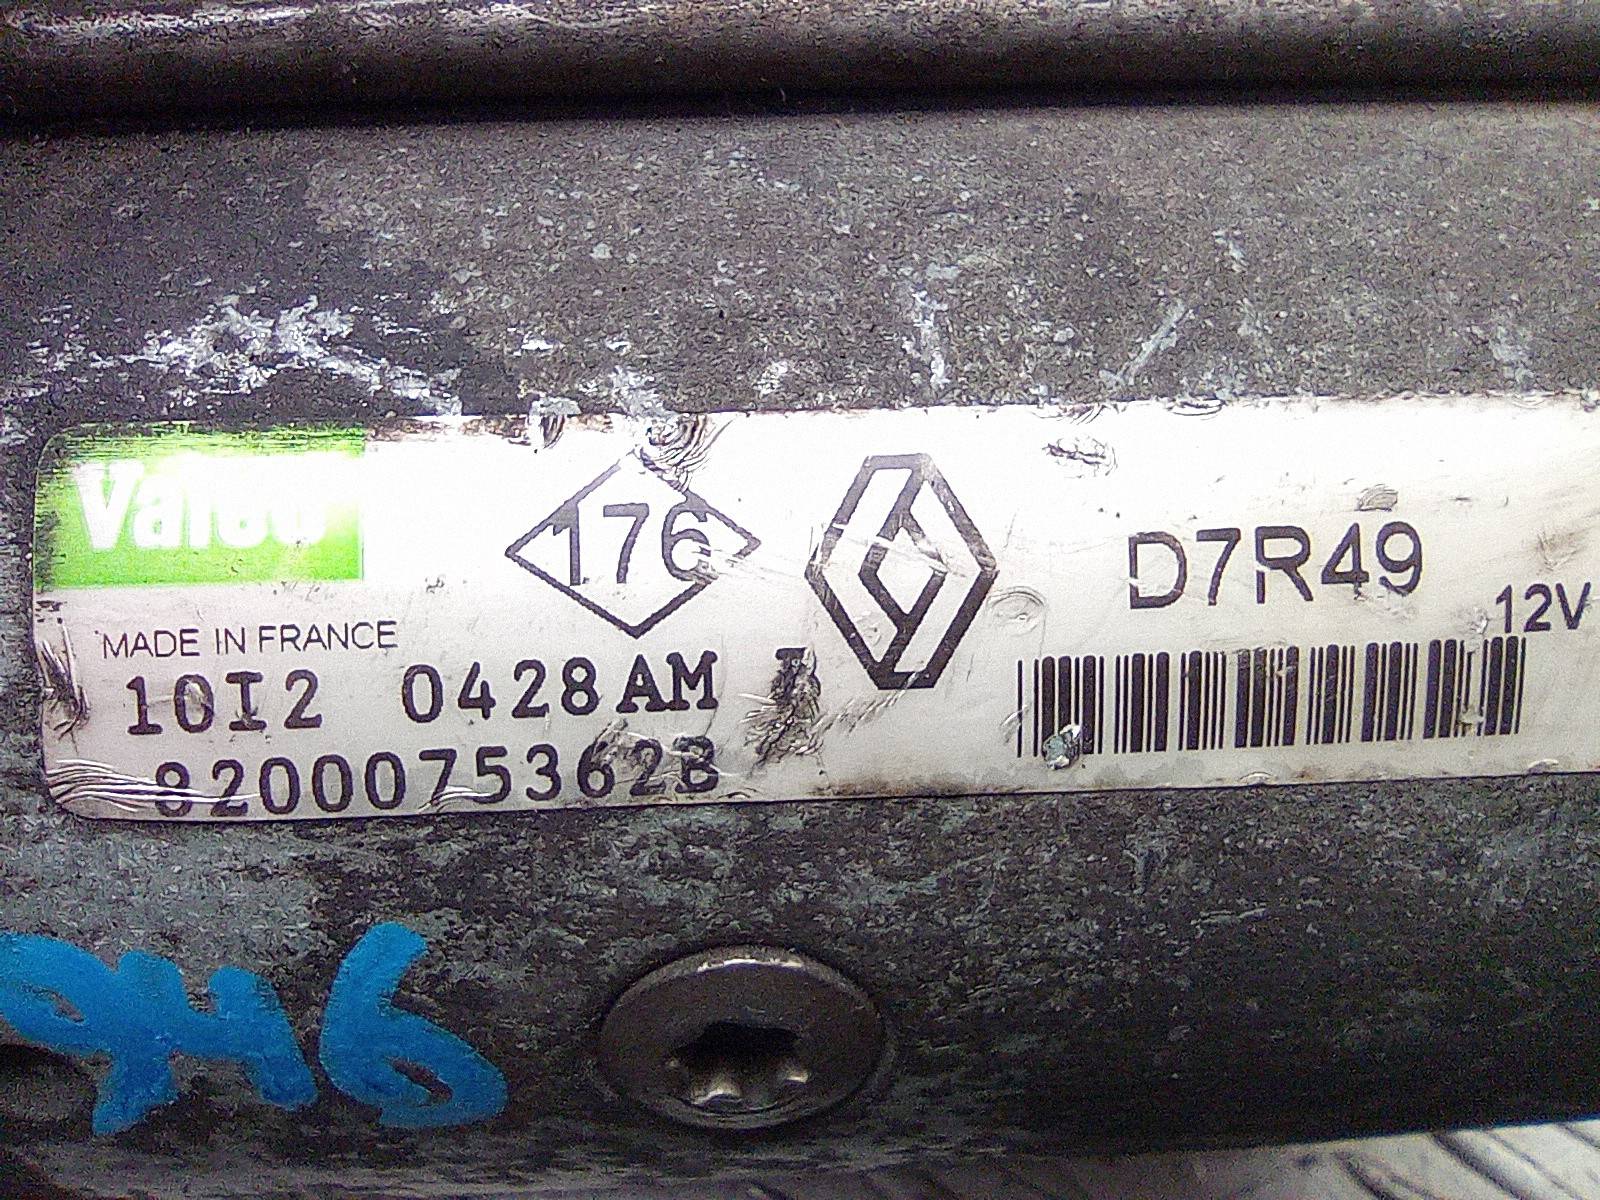 Valeo
176
D7R49
12V
MADE IN FRANCE
10I2 0428AM
8200075362B